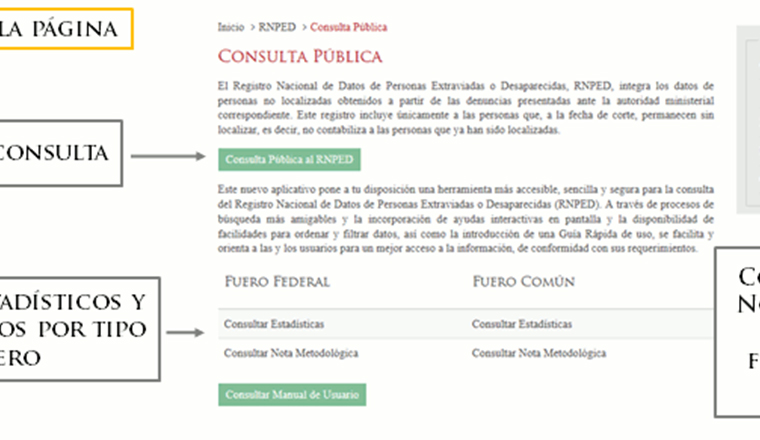 LA PÁGINA
Inicio > RNPED > Consulta Pública
Consulta Pública
El Registro Nacional de Datos de Personas Extraviadas o Desaparecidas, RNPED, integra los datos de
personas no localizadas obtenidos a partir de las denuncias presentadas ante la autoridad ministerial
correspondiente. Este registro incluye únicamente a las personas que, a la fecha de corte, permanecen sin
localizar, es decir, no contabiliza a las personas que ya han sido localizadas.
CONSULTA
Consulta Pública al RNPED
Este nuevo aplicativo pone a tu disposición una herramienta más accesible, sencilla y segura para la consulta
del Registro Nacional de Datos de Personas Extraviadas o Desaparecidas (RNPED). A través de procesos de
búsqueda más amigables y la incorporación de ayudas interactivas en pantalla y la disponibilidad de
facilidades para ordenar y filtrar datos, así como la introducción de una Guía Rápida de uso, se facilita y
orienta a las y los usuarios para un mejor acceso a la información, de conformidad con sus requerimientos.
Fuero Federal Fuero Común
TADÍSTICOS Y
OS POR TIPO
ERO
Consultar Estadísticas Consultar Estadísticas
Consultar Nota Metodológica Consultar Nota Metodológica
Consultar Manual de Usuario